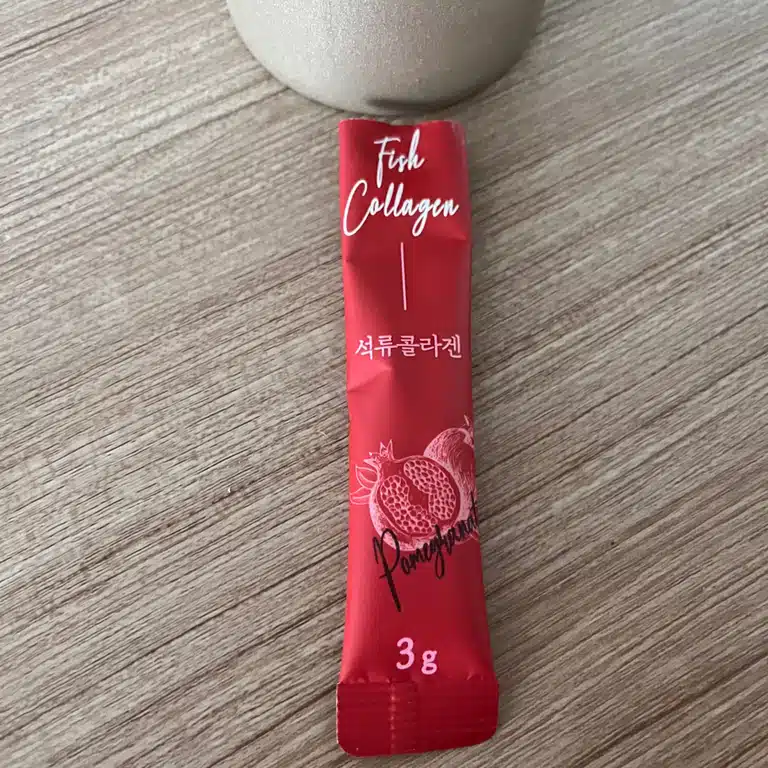 Fish
Collagen
석류콜라겐
Pomegranate
3g